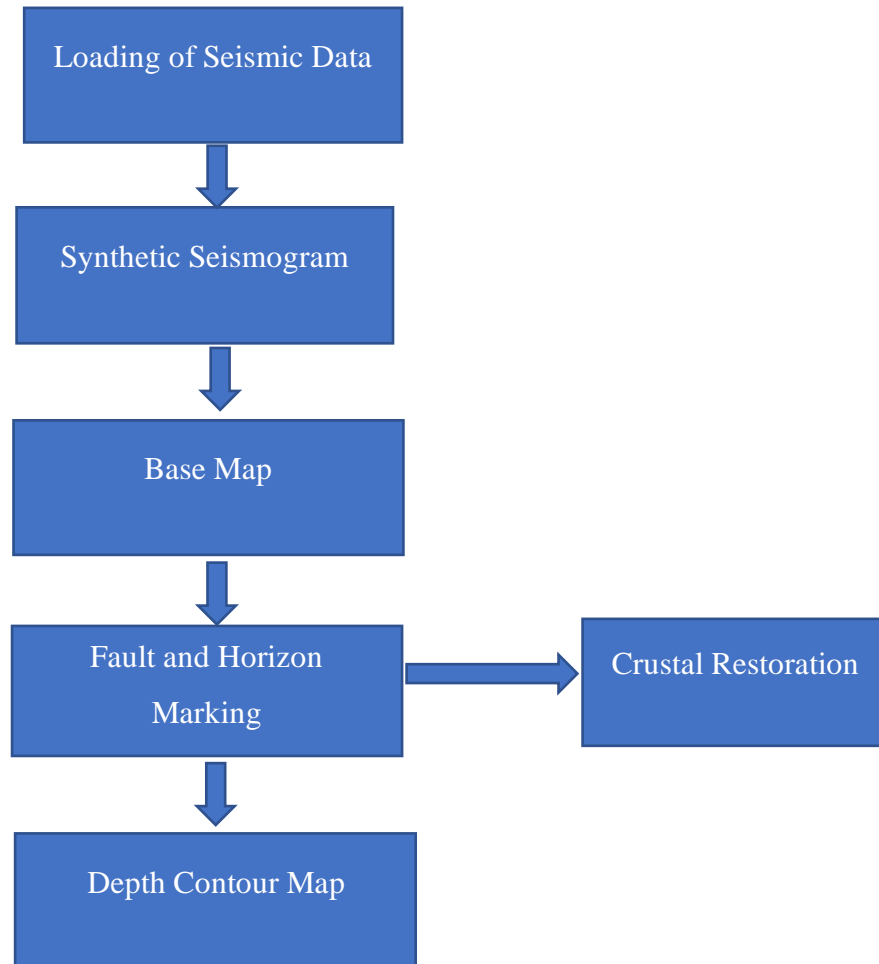 Loading of Seismic Data
Synthetic Seismogram
Base Map
Fault and Horizon
Marking
Crustal Restoration
Depth Contour Map